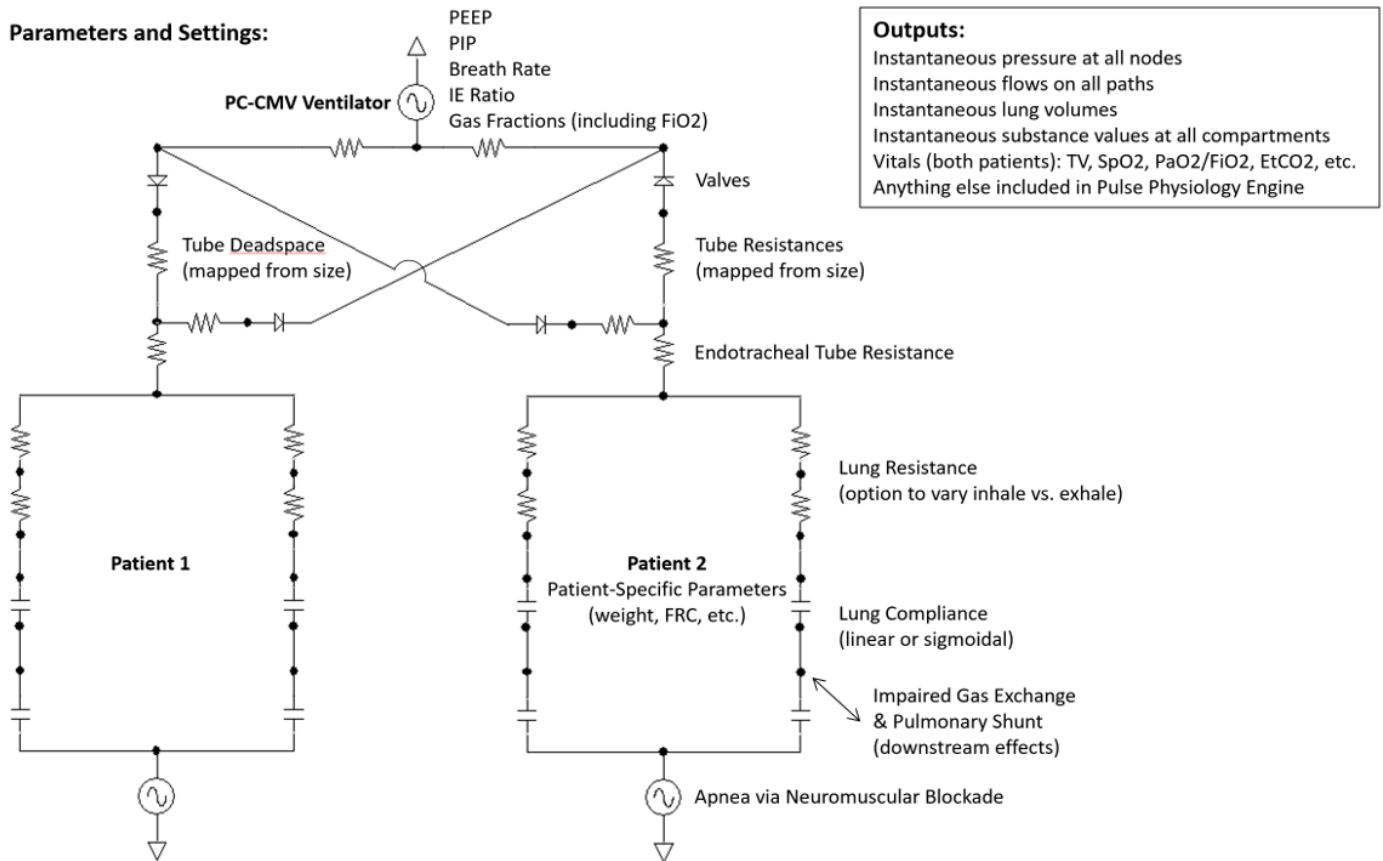 Parameters and Settings:
PEEP
PIP
Breath Rate
IE Ratio
Gas Fractions (including FiO2)
PC-CMV Ventilator
Outputs:
Instantaneous pressure at all nodes
Instantaneous flows on all paths
Instantaneous lung volumes
Instantaneous substance values at all compartments
Vitals (both patients): TV, SpO2, PaO2/FiO2, EtCO2, etc.
Anything else included in Pulse Physiology Engine
Valves
Tube Deadspace
(mapped from size)
Tube Resistances
(mapped from size)
Endotracheal Tube Resistance
Lung Resistance
(option to vary inhale vs. exhale)
Patient 1
Patient 2
Patient-Specific Parameters
(weight, FRC, etc.)
Lung Compliance
(linear or sigmoidal)
Impaired Gas Exchange
& Pulmonary Shunt
(downstream effects)
Apnea via Neuromuscular Blockade